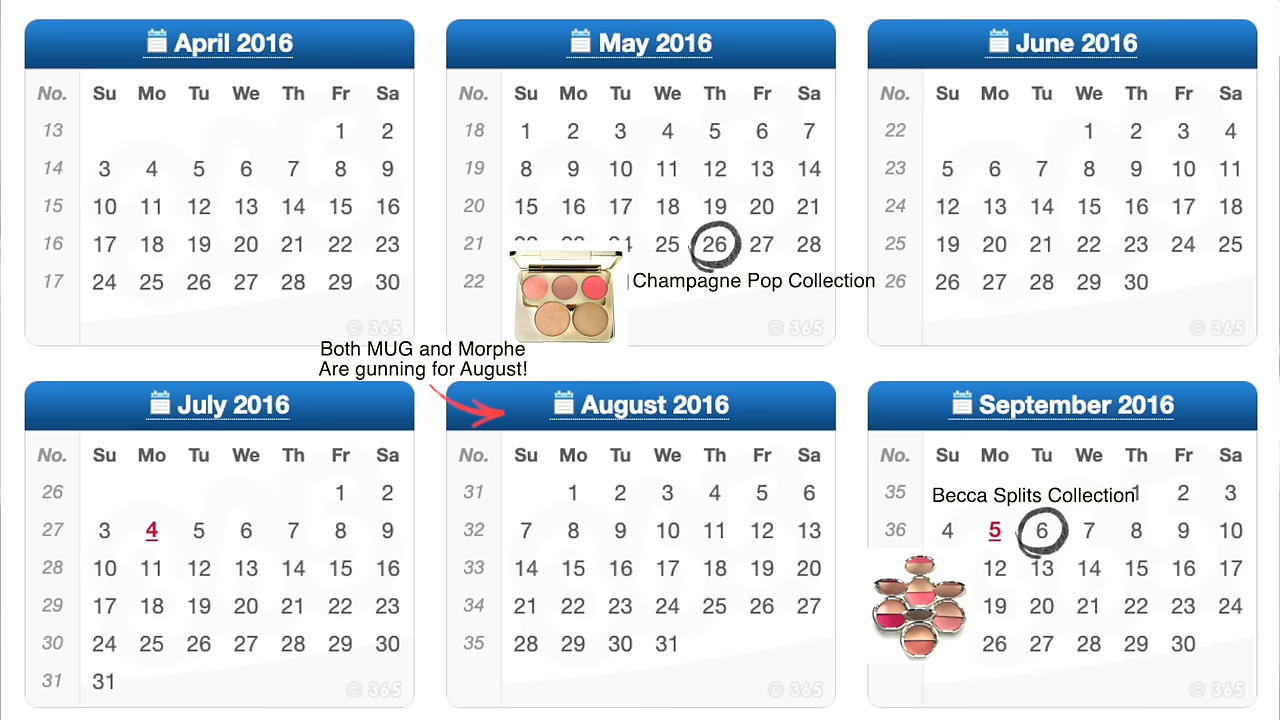 April 2016
No. Su Mo Tu We Th Fr Sa
13 1 2
14 3 4 5 6 7 8 9
15 10 11 12 13 14 15 16
16 17 18 19 20 21 22 23
17 24 25 26 27 28 29 30
© 365
May 2016
No. Su Mo Tu We Th Fr Sa
18 1 2 3 4 5 6 7
19 8 9 10 11 12 13 14
20 15 16 17 18 19 20 21
21 25 26 27 28
22
Champagne Pop Collection
© 365
June 2016
No. Su Mo Tu We Th Fr Sa
22 1 2 3 4
23 5 6 7 8 9 10 11
24 12 13 14 15 16 17 18
25 19 20 21 22 23 24 25
26 26 27 28 29 30
© 365
Both MUG and Morphe
Are gunning for August!
July 2016
No. Su Mo Tu We Th Fr Sa
26 1 2
27 3 4 5 6 7 8 9
28 10 11 12 13 14 15 16
29 17 18 19 20 21 22 23
30 24 25 26 27 28 29 30
31 31
© 365
August 2016
No. Su Mo Tu We Th Fr Sa
31 1 2 3 4 5 6
32 7 8 9 10 11 12 13
33 14 15 16 17 18 19 20
34 21 22 23 24 25 26 27
35 28 29 30 31
© 365
September 2016
No. Su Mo Tu We Th Fr Sa
35 Becca Splits Collection 1 2 3
36 4 5 6 7 8 9 10
12 13 14 15 16 17
19 20 21 22 23 24
26 27 28 29 30
© 365